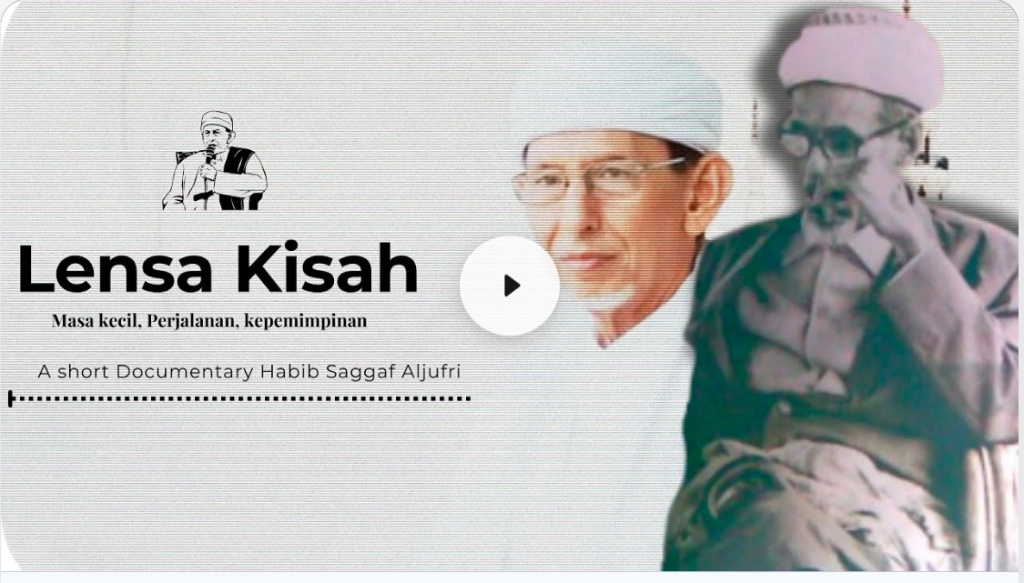 Lensa Kisah
Masa kecil, Perjalanan, kepemimpinan
A short Documentary Habib Saggaf Aljufri